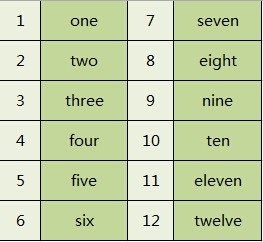 1 one 7 seven
2 two 8 eight
3 three 9 nine
4 four 10 ten
5 five 11 eleven
6 six 12 twelve